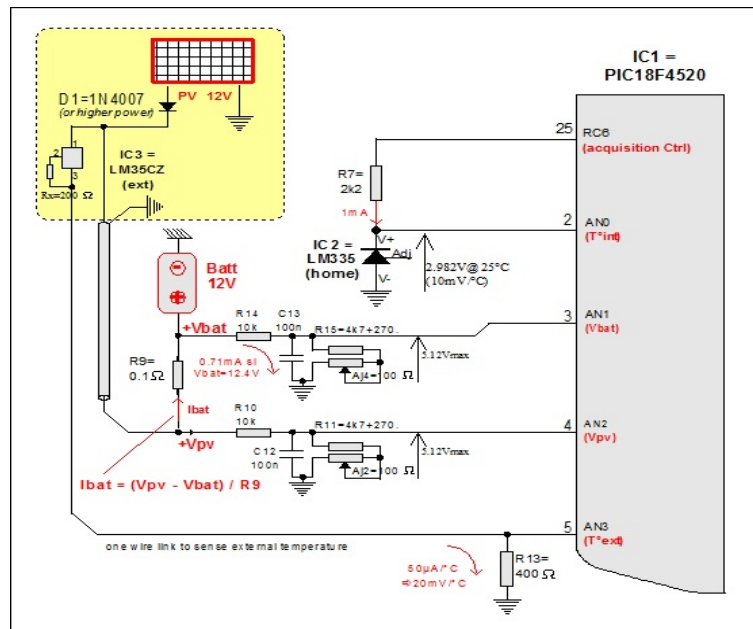 IC1 =
PIC18F4520
D1=1N4007
(or higher power)
PV 12V
IC3 =
LM35CZ
(ext)
1
2
3
Rx=200 Ω
25
RC6
(acquisition Ctrl)
R7=
2k2
1mA
2
AN0
(T°int)
IC 2 =
LM335
(home)
V+
Adj
V-
2.982V@ 25°C
(10mV/°C)
Batt
12V
+Vbat
R14
10k
C13
100n
R15=4k7+270.
3
AN1
(Vbat)
R9=
0.1Ω
0.71mA si
Vbat=12.4V
Aj4=100 Ω
5.12Vmax
Ibat
R10
10k
R11=4k7+270.
4
AN2
(Vpv)
+Vpv
C12
100n
Aj2=100 Ω
5.12Vmax
Ibat = (Vpv - Vbat) / R9
5
AN3
(T°ext)
one wire link to sense external temperature
50µA/°C
⇨20mV/°C
R13=
400 Ω